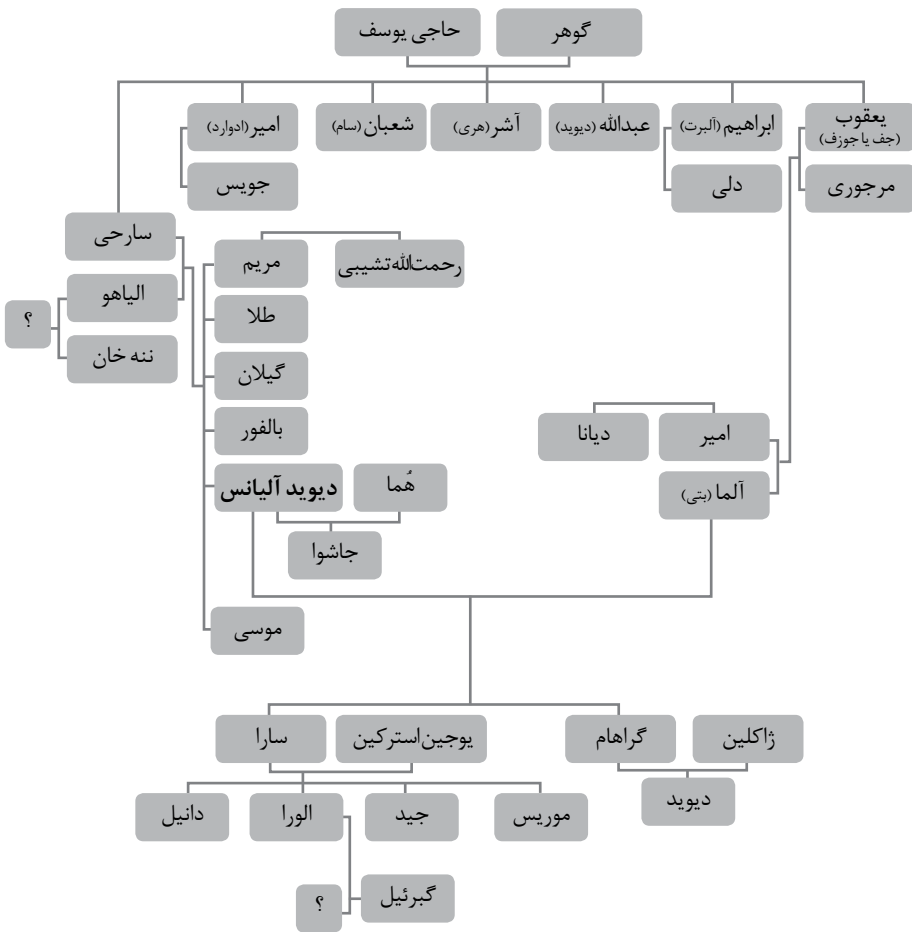 گوهر
حاجی یوسف
یعقوب
(جف یا جوزف)
ابراهیم (آلبرت)
عبدالله (دیوید)
آشر (هری)
شعبان (سام)
امیر (ادوارد)
مرجوری
دلی
جویس
سارحی
رحمت‌الله تشیبی
مریم
الیاهو
؟
طلا
ننه خان
گیلان
بالفور
امیر
دیانا
هُما
دیوید آلیانس
آلما (بتی)
جاشوا
موسی
ژاکلین
گراهام
یوجین استرکین
سارا
دیوید
موریس
جید
الورا
دانیل
گبرئیل
؟